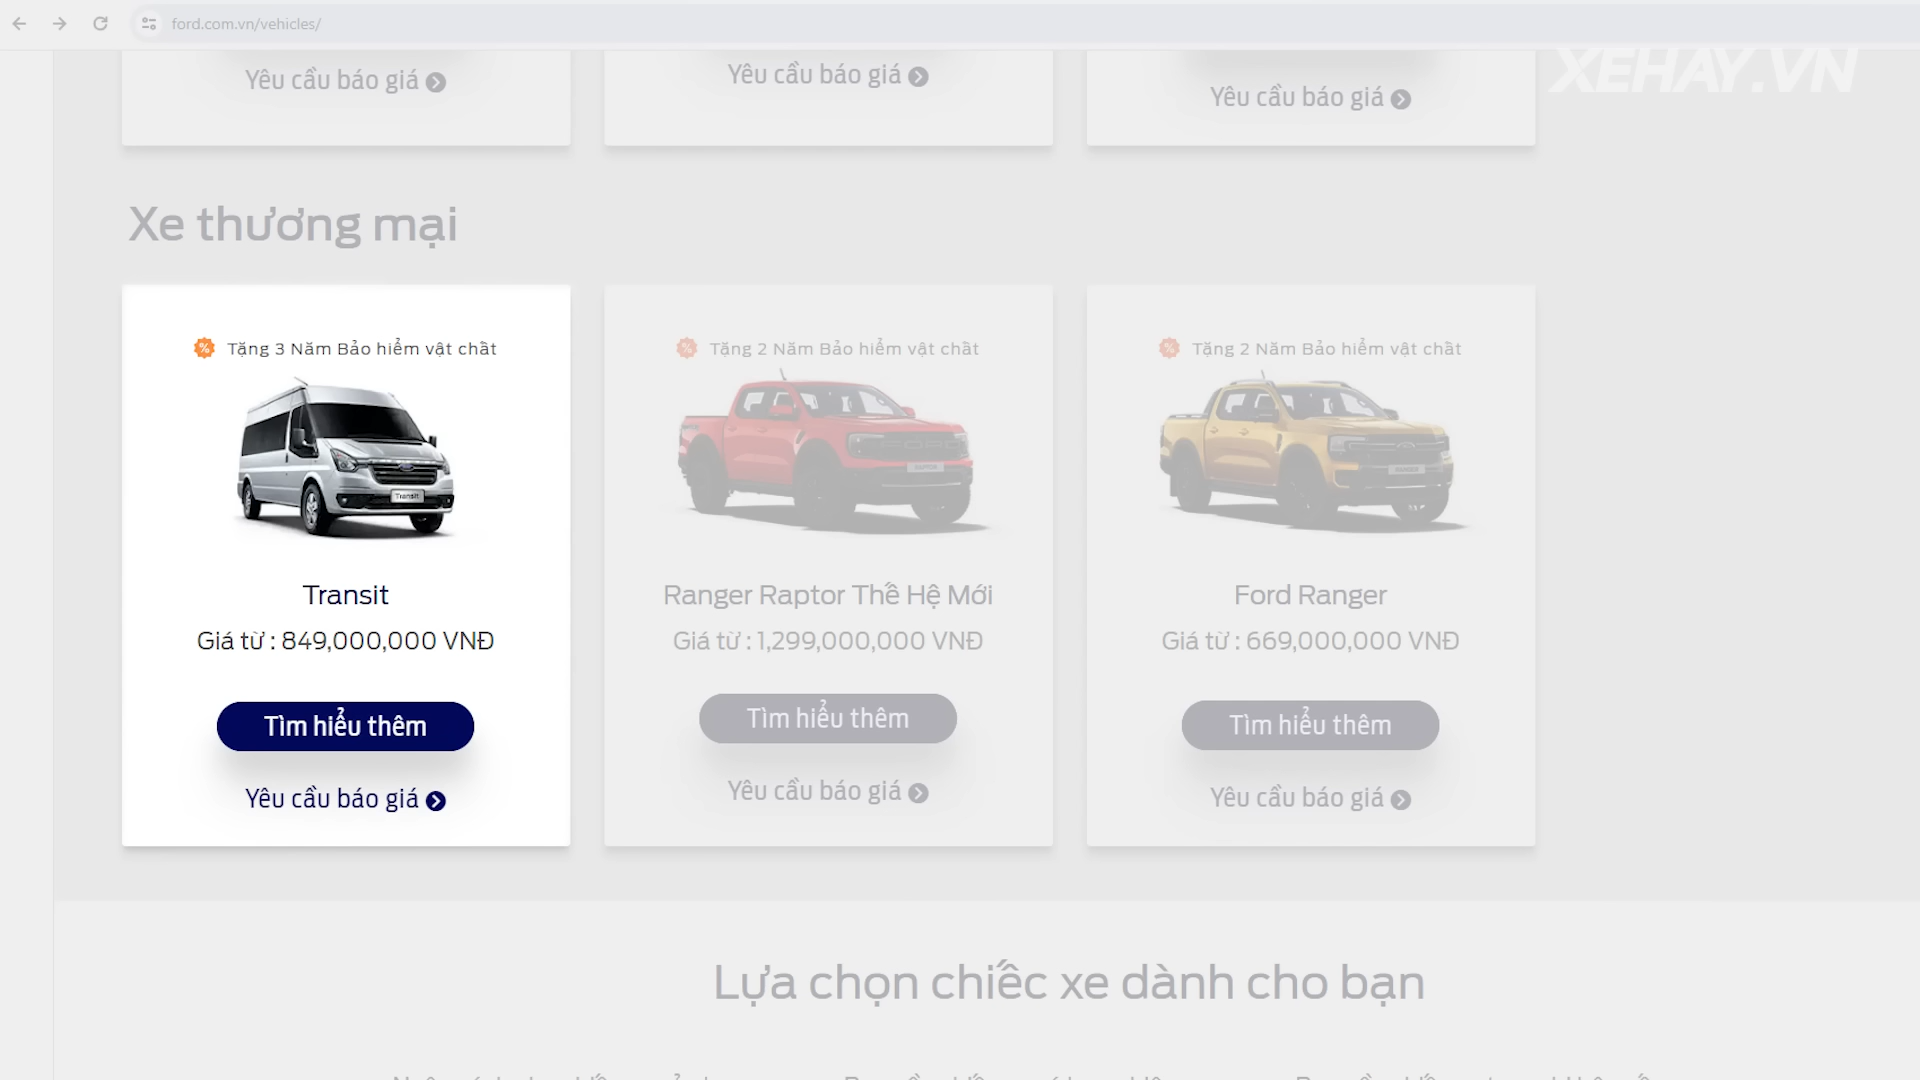 ford.com.vn/vehicles/
XEHAY.VN
Yêu cầu báo giá
Yêu cầu báo giá
Yêu cầu báo giá
Xe thương mại
Tặng 3 Năm Bảo hiểm vật chất
Transit
Transit
Giá từ : 849,000,000 VNĐ
Tìm hiểu thêm
Yêu cầu báo giá
Tặng 2 Năm Bảo hiểm vật chất
FORD
RAPTOR
Ranger Raptor Thế Hệ Mới
Giá từ : 1,299,000,000 VNĐ
Tìm hiểu thêm
Yêu cầu báo giá
Tặng 2 Năm Bảo hiểm vật chất
RANGER
Ford Ranger
Giá từ : 669,000,000 VNĐ
Tìm hiểu thêm
Yêu cầu báo giá
Lựa chọn chiếc xe dành cho bạn